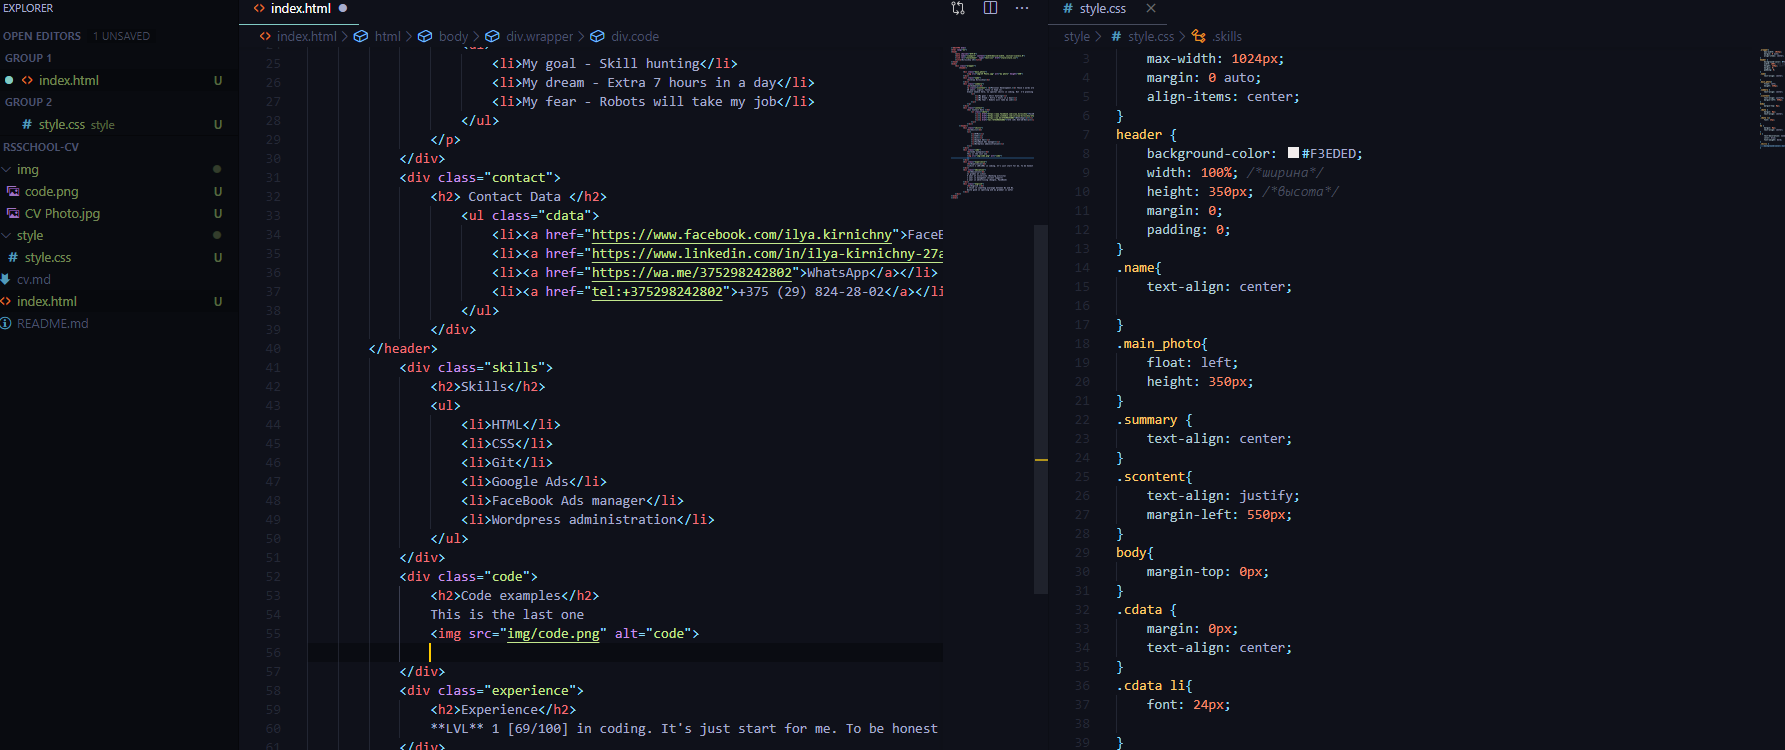 EXPLORER
OPEN EDITORS 1 UNSAVED
GROUP 1
index.html U
GROUP 2
style.css style U
RSSCHOOL-CV
img
code.png U
CV Photo.jpg U
style
style.css U
cv.md
index.html U
README.md
index.html
index.html > html > body > div.wrapper > div.code
25 <li>My goal - Skill hunting</li>
26 <li>My dream - Extra 7 hours in a day</li>
27 <li>My fear - Robots will take my job</li>
28 </ul>
29 </p>
30 </div>
31 <div class="contact">
32 <h2> Contact Data </h2>
33 <ul class="cdata">
34 <li><a href="https://www.facebook.com/ilya.kirnichny">FaceB
35 <li><a href="https://www.linkedin.com/in/ilya-kirnichny-27a
36 <li><a href="https://wa.me/375298242802">WhatsApp</a></li>
37 <li><a href="tel:+375298242802">+375 (29) 824-28-02</a></li
38 </ul>
39 </div>
40 </header>
41 <div class="skills">
42 <h2>Skills</h2>
43 <ul>
44 <li>HTML</li>
45 <li>CSS</li>
46 <li>Git</li>
47 <li>Google Ads</li>
48 <li>FaceBook Ads manager</li>
49 <li>Wordpress administration</li>
50 </ul>
51 </div>
52 <div class="code">
53 <h2>Code examples</h2>
54 This is the last one
55 <img src="img/code.png" alt="code">
56
57 </div>
58 <div class="experience">
59 <h2>Experience</h2>
60 **LVL** 1 [69/100] in coding. It's just start for me. To be honest
61 </div>
# style.css
style > # style.css > .skills
3 max-width: 1024px;
4 margin: 0 auto;
5 align-items: center;
6 }
7 header {
8 background-color: #F3EDED;
9 width: 100%; /*ширина*/
10 height: 350px; /*высота*/
11 margin: 0;
12 padding: 0;
13 }
14 .name{
15 text-align: center;
16
17 }
18 .main_photo{
19 float: left;
20 height: 350px;
21 }
22 .summary {
23 text-align: center;
24 }
25 .scontent{
26 text-align: justify;
27 margin-left: 550px;
28 }
29 body{
30 margin-top: 0px;
31 }
32 .cdata {
33 margin: 0px;
34 text-align: center;
35 }
36 .cdata li{
37 font: 24px;
38
39 }